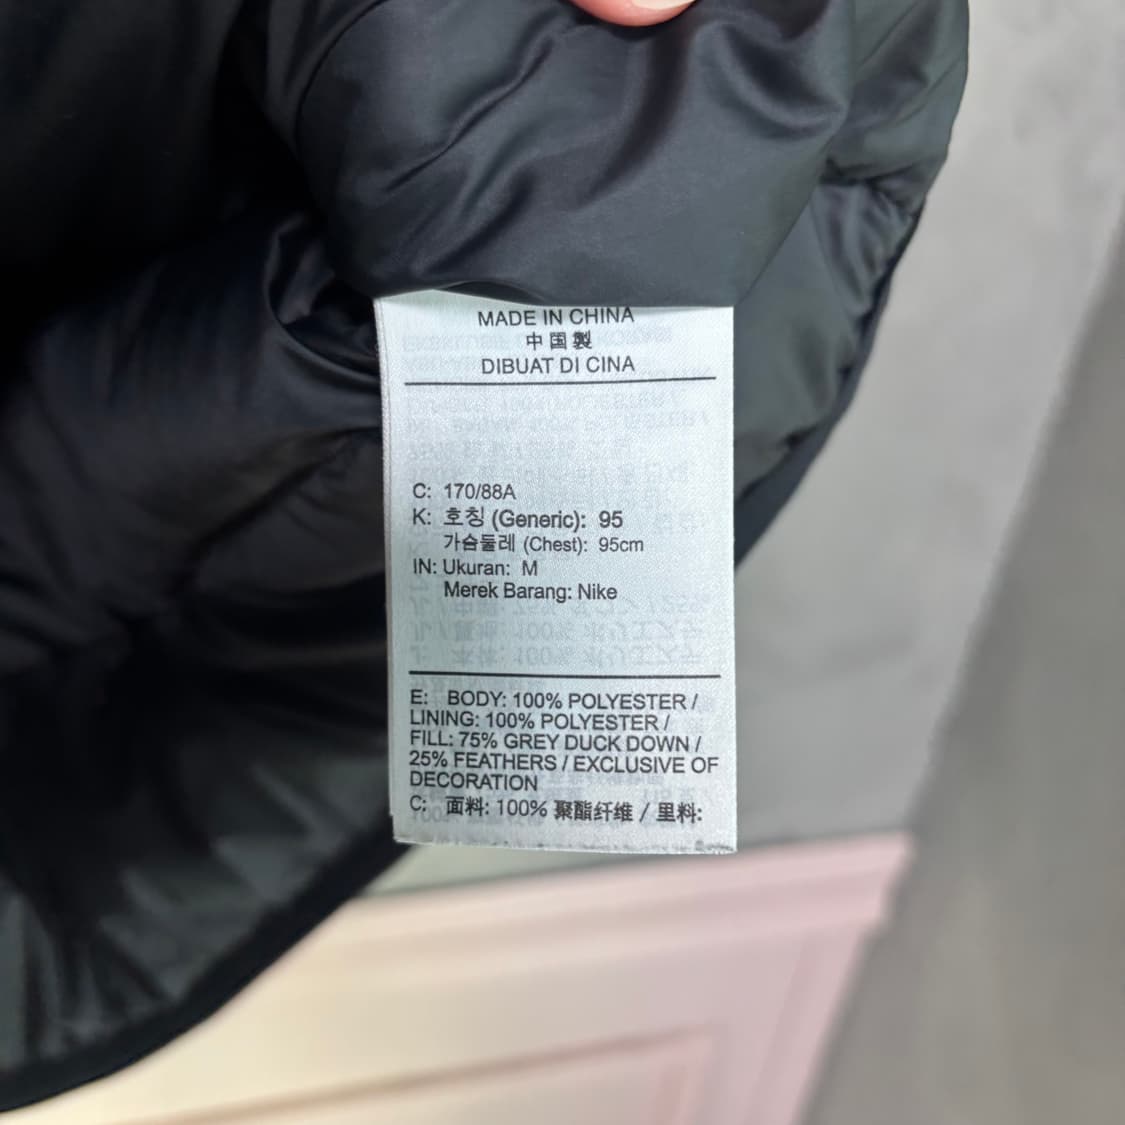 MADE IN CHINA
中国製
DIBUAT DI CINA
C: 170/88A
K: 호칭 (Generic): 95
가슴둘레 (Chest): 95cm
IN: Ukuran: M
Merek Barang: Nike
E: BODY: 100% POLYESTER /
LINING: 100% POLYESTER /
FILL: 75% GREY DUCK DOWN /
25% FEATHERS / EXCLUSIVE OF
DECORATION
C: 面料: 100% 聚酯纤维 / 里料: